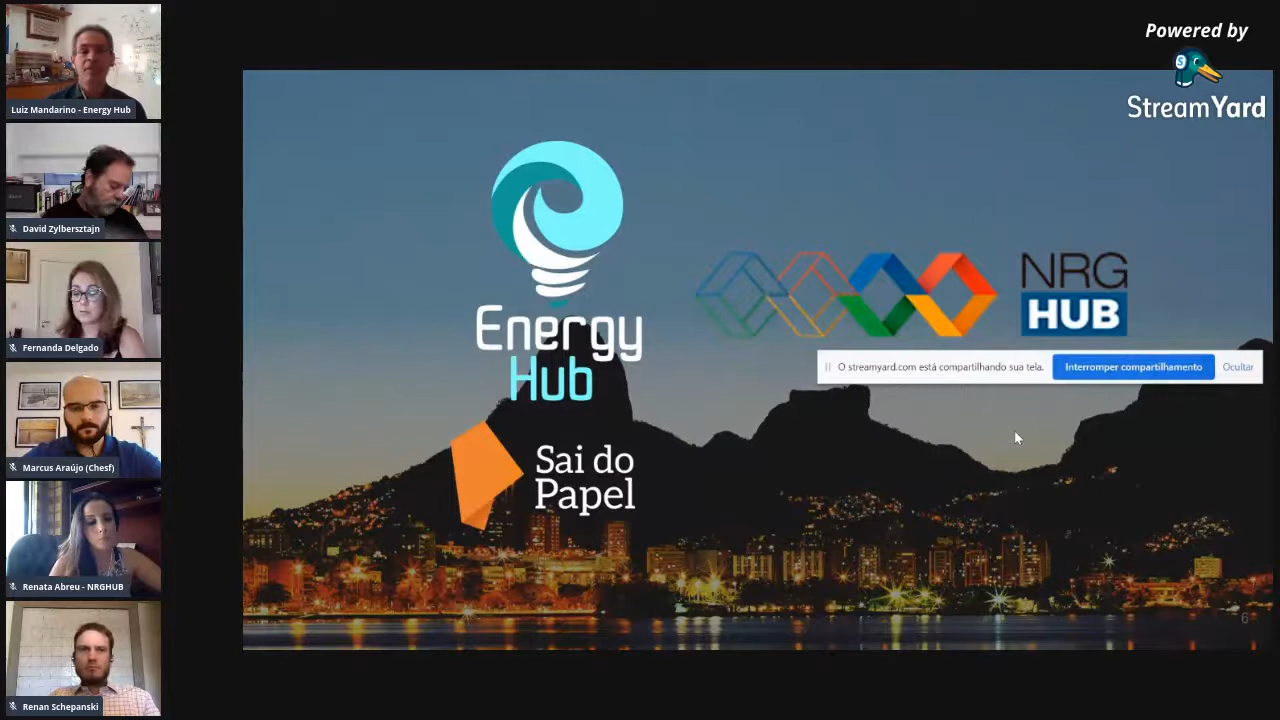 Luiz Mandarino - Energy Hub
David Zylbersztajn
Fernanda Delgado
Marcus Araújo (Chesf)
Renata Abreu - NRGHUB
Renan Schepanski
Powered by
S
StreamYard
Energy
Hub
NRG
HUB
O streamyard.com está compartilhando sua tela.
Interromper compartilhamento
Ocultar
Sai do
Papel
6